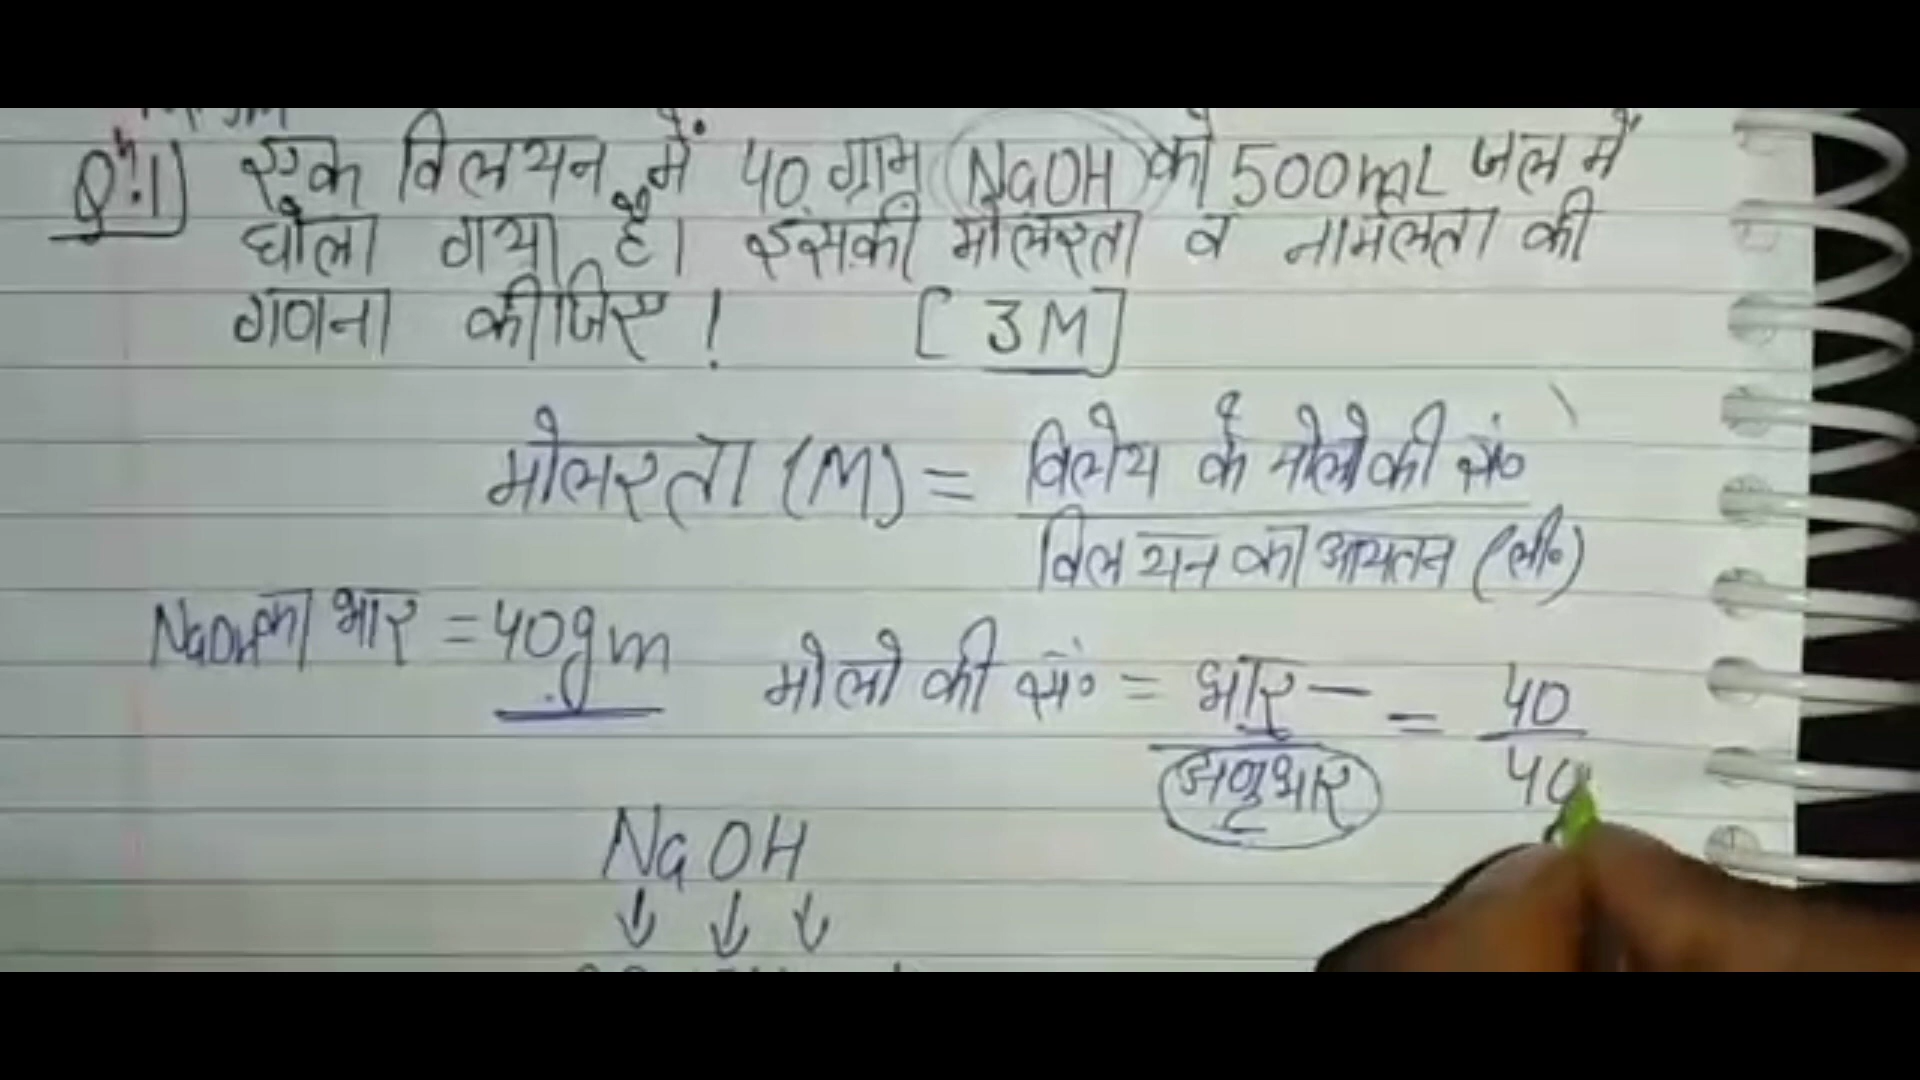 Qn.1) एक विलयन में 40 ग्राम NaOH को 500mL जल में
घोला गया है। इसकी मोलरता व नार्मलता की
गणना कीजिए! [3M]
मोलरता (M) = विलेय के मोलो की सं०
विलयन का आयतन (ली०)
NaOH का भार = 40gm
मोलो की सं० = भार = 40
अणुभार 40
NaOH
↓ ↓ ↓